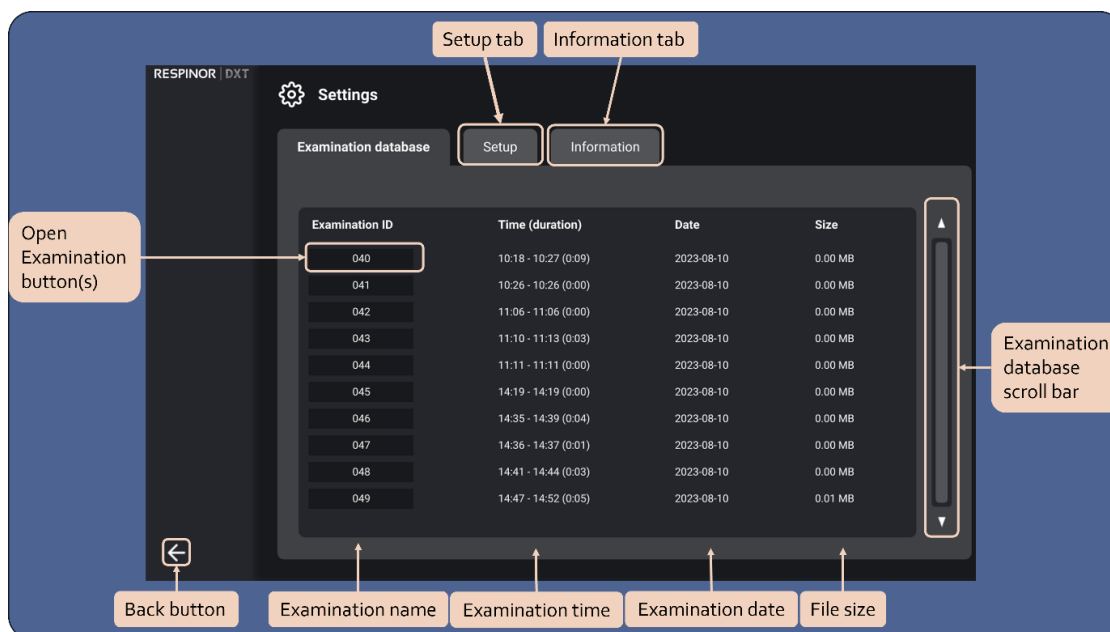 Setup tab
Information tab
RESPINOR | DXT
Settings
Examination database
Setup
Information
Examination ID Time (duration) Date Size
040 10:18 - 10:27 (0:09) 2023-08-10 0.00 MB
041 10:26 - 10:26 (0:00) 2023-08-10 0.00 MB
042 11:06 - 11:06 (0:00) 2023-08-10 0.00 MB
043 11:10 - 11:13 (0:03) 2023-08-10 0.00 MB
044 11:11 - 11:11 (0:00) 2023-08-10 0.00 MB
045 14:19 - 14:19 (0:00) 2023-08-10 0.00 MB
046 14:35 - 14:39 (0:04) 2023-08-10 0.00 MB
047 14:36 - 14:37 (0:01) 2023-08-10 0.00 MB
048 14:41 - 14:44 (0:03) 2023-08-10 0.00 MB
049 14:47 - 14:52 (0:05) 2023-08-10 0.01 MB
Open
Examination
button(s)
Examination
database
scroll bar
Back button
Examination name
Examination time
Examination date
File size